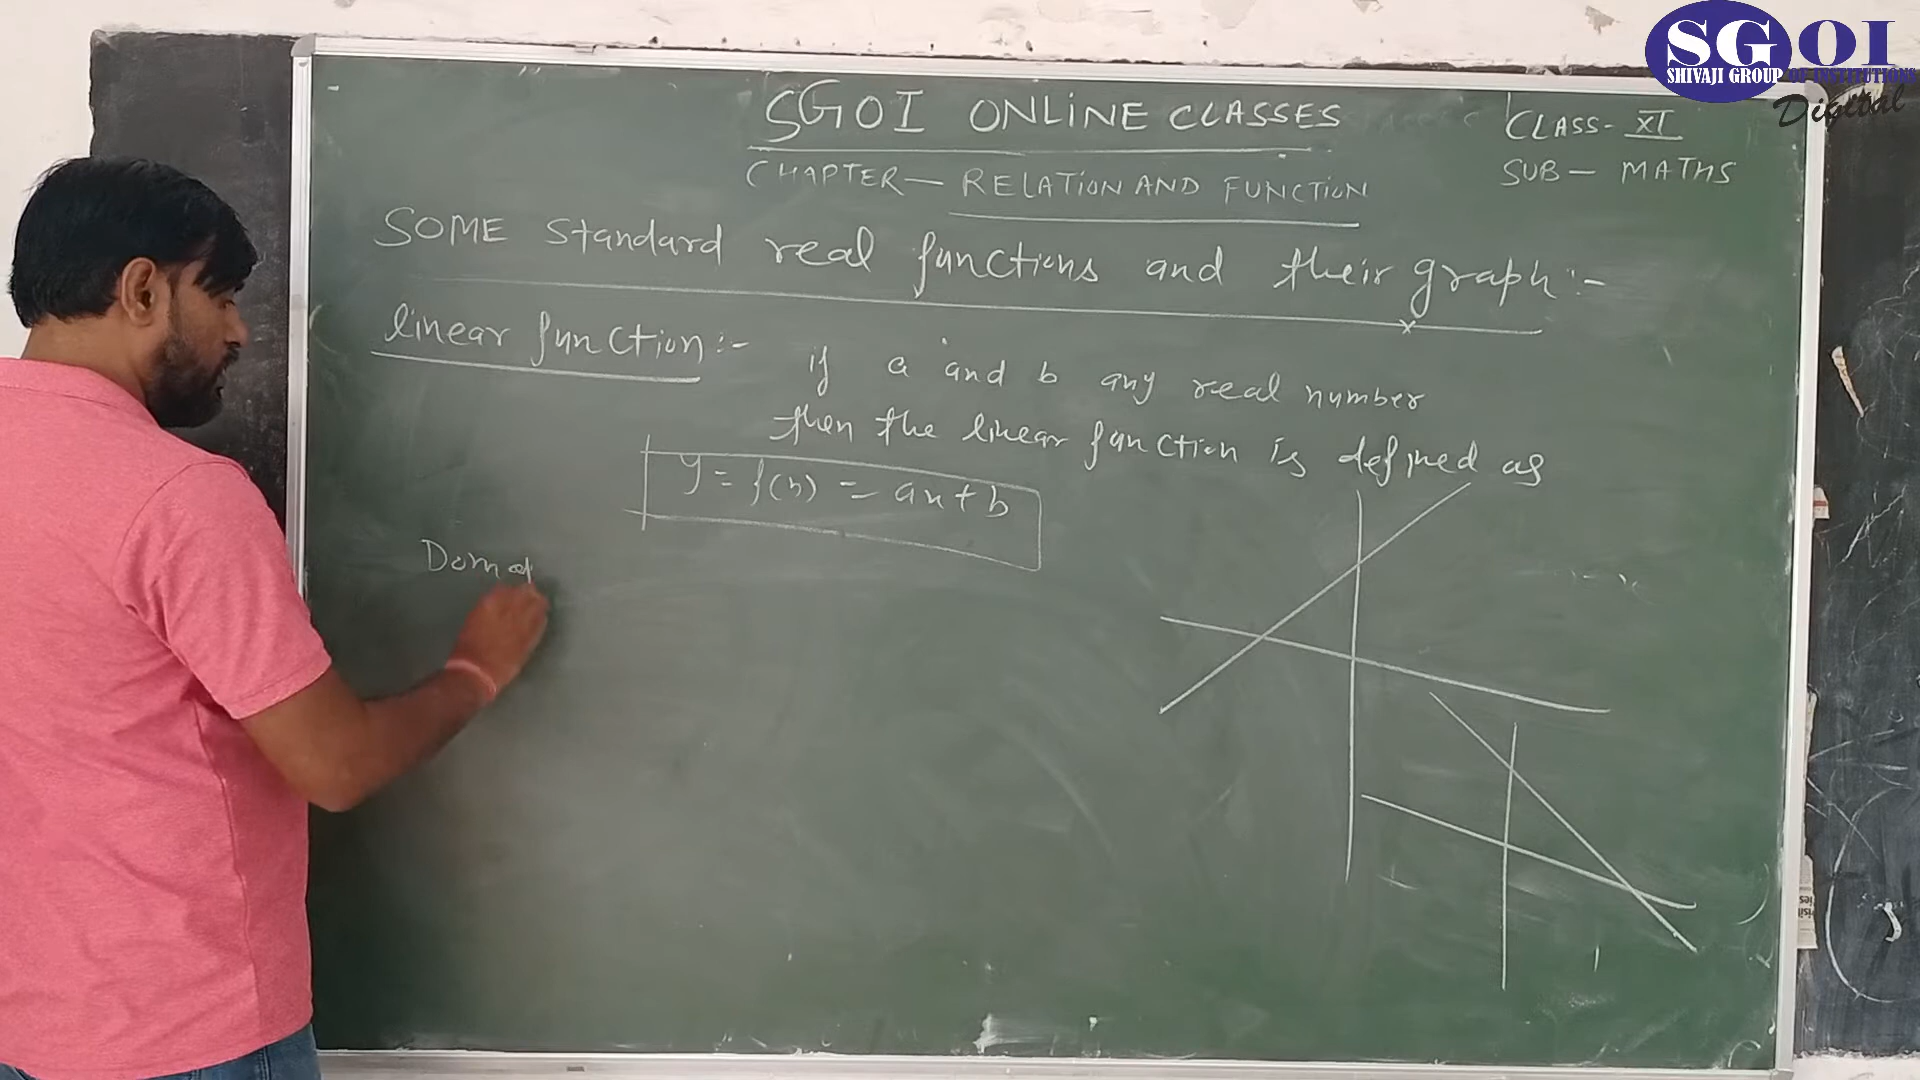 SGOI
SHIVAJI GROUP OF INSTITUTIONS
Digital
SGOI ONLINE CLASSES
CLASS- XI
CHAPTER— RELATION AND FUNCTION
SUB— MATHS
SOME standard real functions and their graph:-
linear function:-
if a and b any real number
then the linear function is defined as
y = f(x) = ax+b
Doma